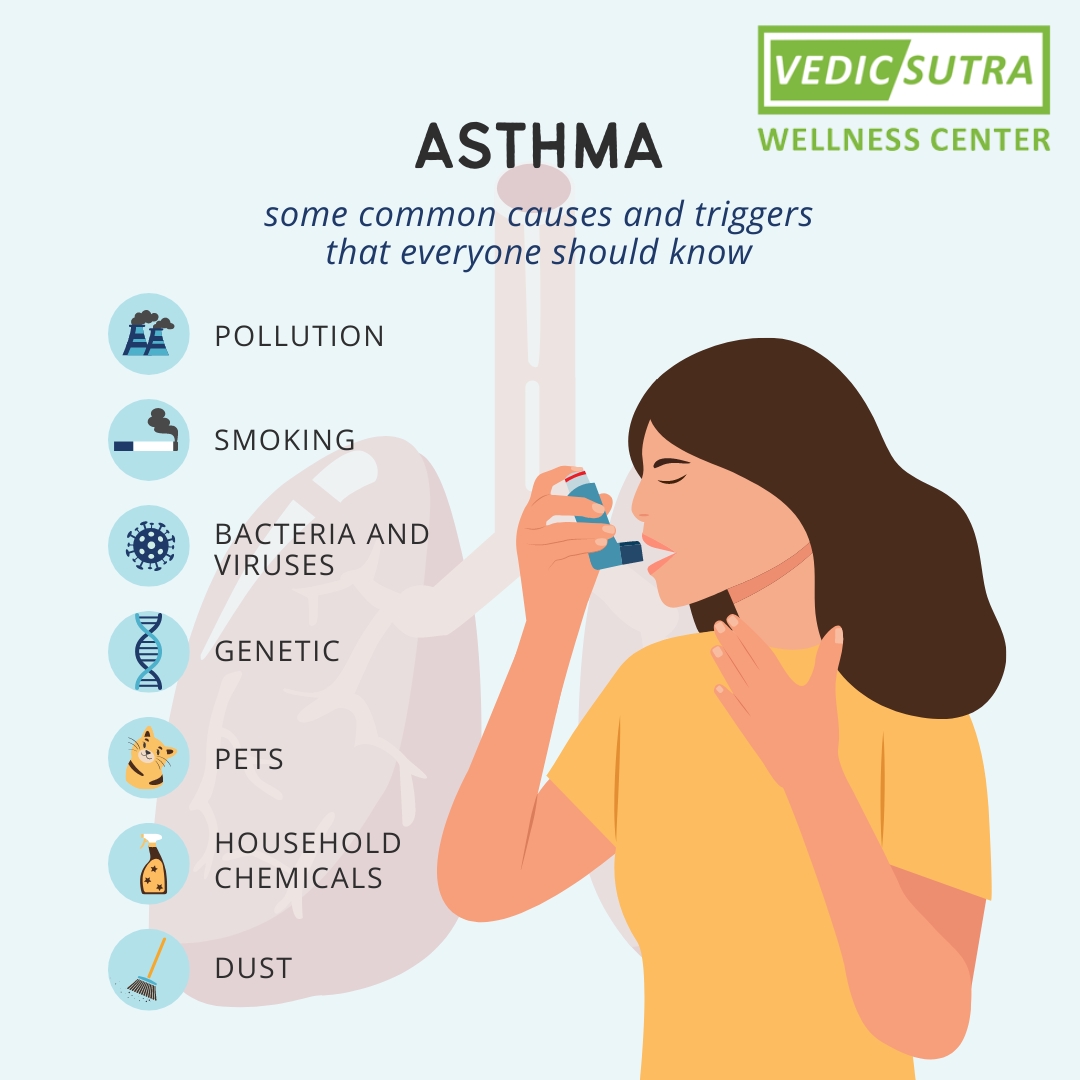 VEDIC SUTRA
WELLNESS CENTER
ASTHMA
some common causes and triggers
that everyone should know
POLLUTION
SMOKING
BACTERIA AND
VIRUSES
GENETIC
PETS
HOUSEHOLD
CHEMICALS
DUST